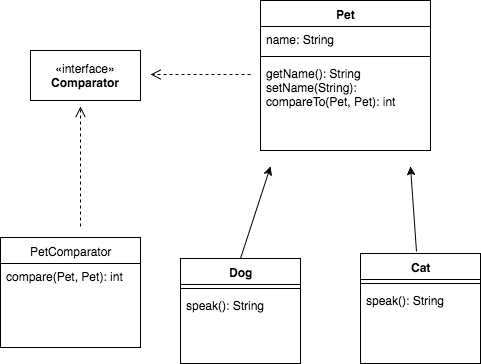 Pet
name: String
getName(): String
setName(String):
compareTo(Pet, Pet): int
«interface»
Comparator
PetComparator
compare(Pet, Pet): int
Dog
speak(): String
Cat
speak(): String